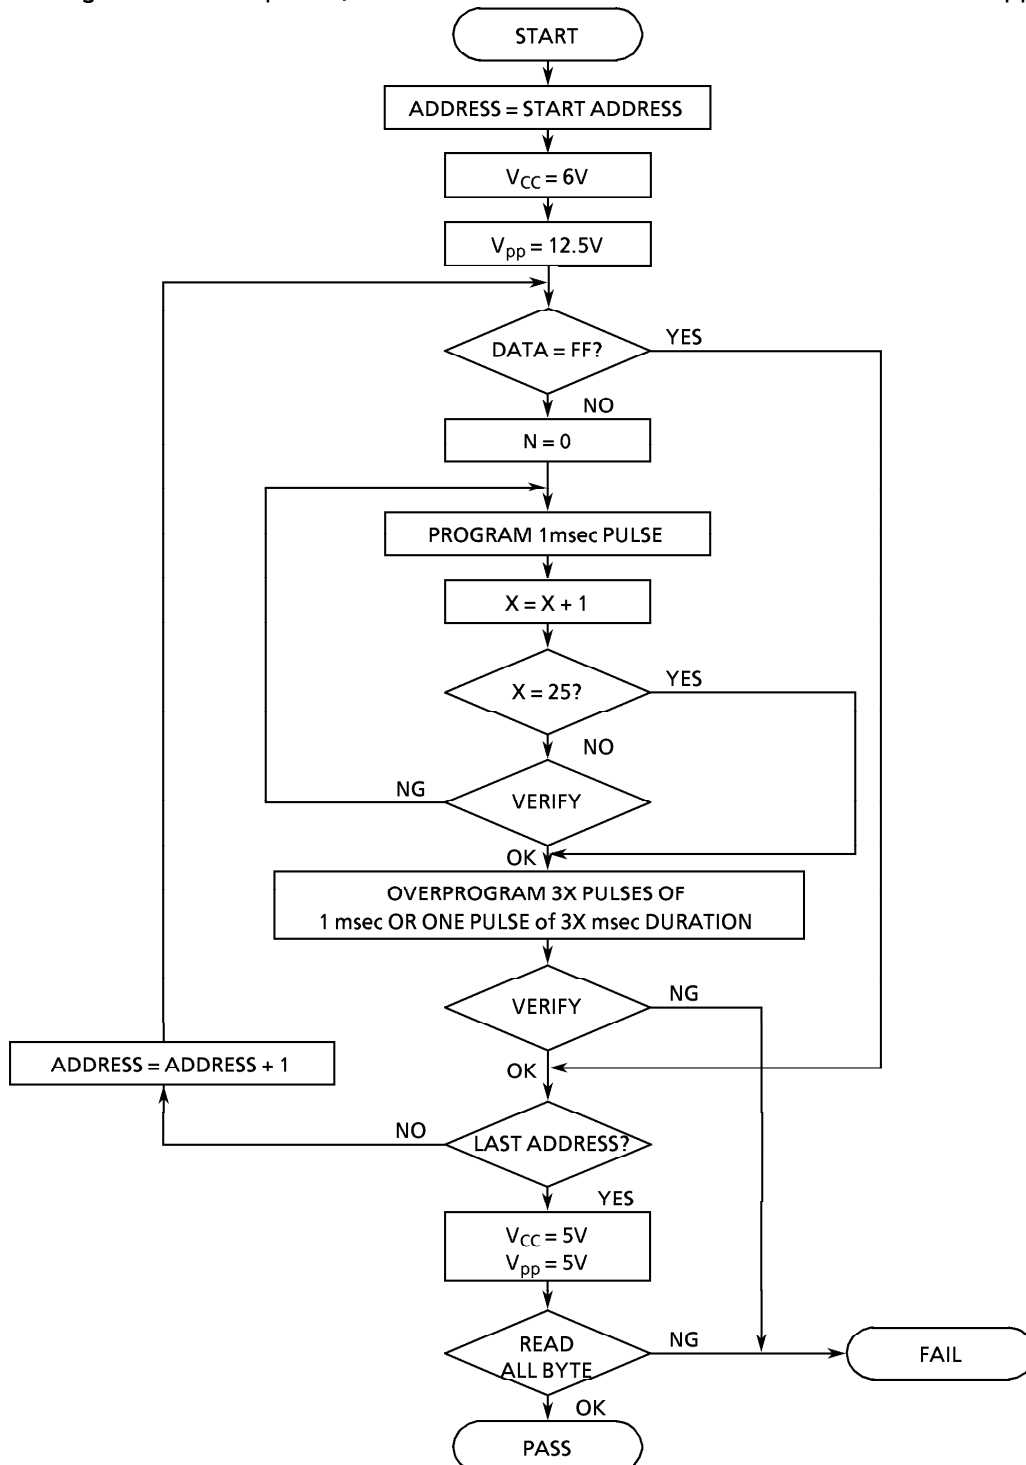 START
ADDRESS = START ADDRESS
VCC = 6V
Vpp = 12.5V
DATA = FF?
YES
NO
N = 0
PROGRAM 1msec PULSE
X = X + 1
X = 25?
YES
NO
VERIFY
NG
OK
OVERPROGRAM 3X PULSES OF
1 msec OR ONE PULSE of 3X msec DURATION
VERIFY
NG
ADDRESS = ADDRESS + 1
OK
NO
LAST ADDRESS?
YES
VCC = 5V
Vpp = 5V
READ
ALL BYTE
NG
FAIL
OK
PASS